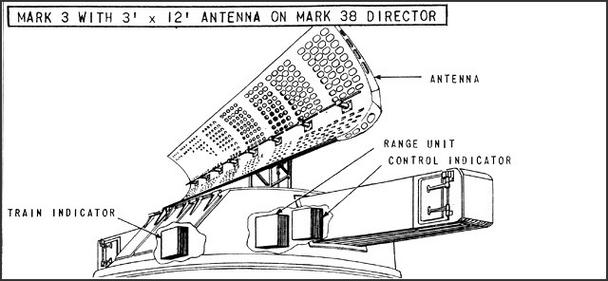 MARK 3 WITH 3' x 12' ANTENNA ON MARK 38 DIRECTOR
ANTENNA
RANGE UNIT
CONTROL INDICATOR
TRAIN INDICATOR